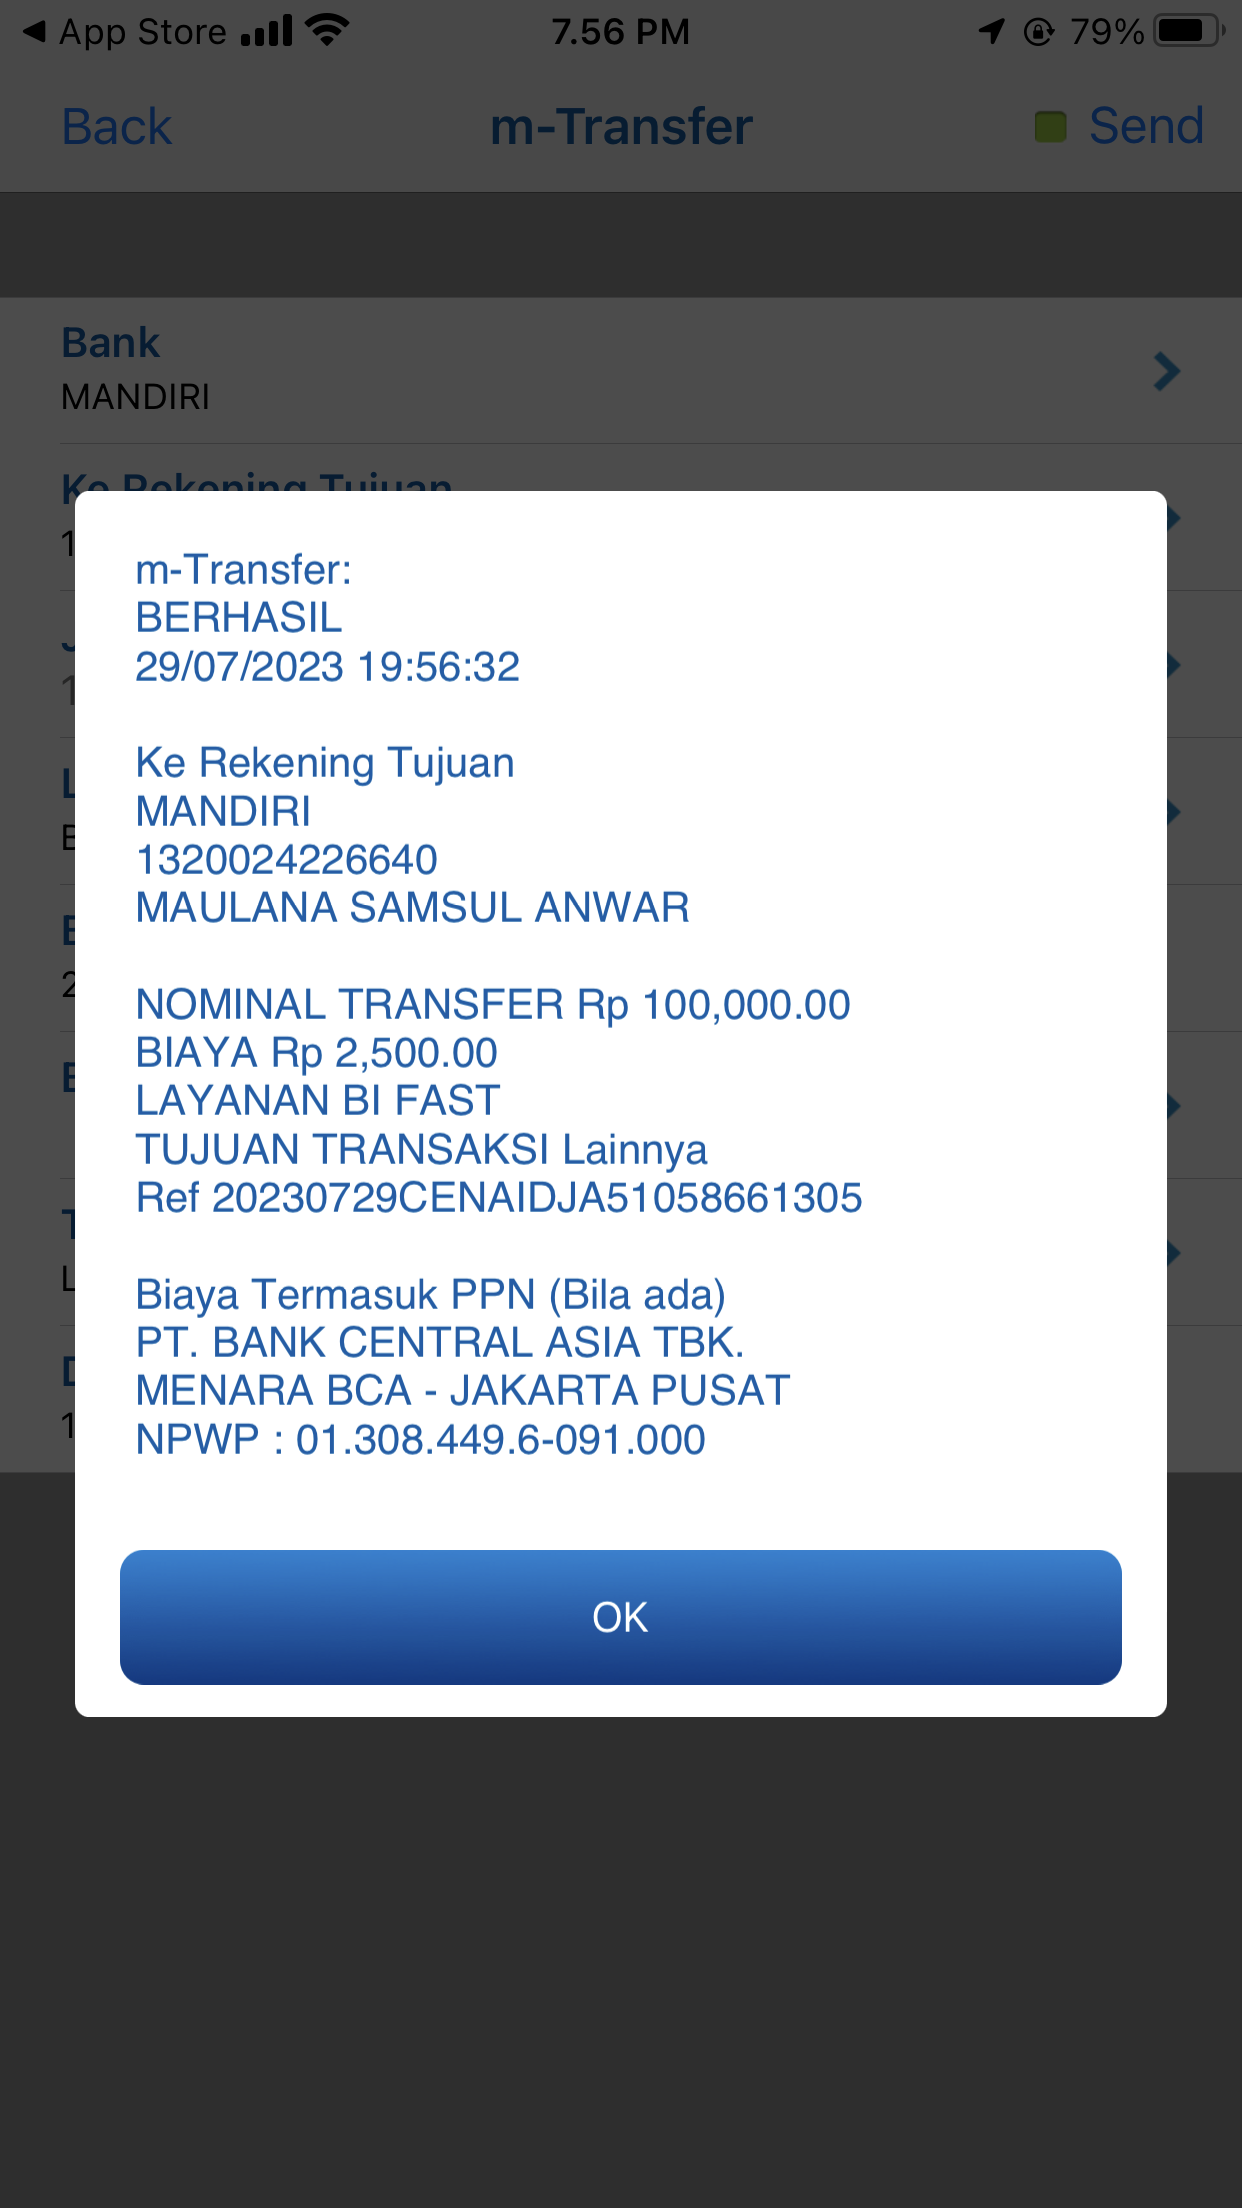 App Store
7.56 PM
79%
Back
m-Transfer
Send
Bank
MANDIRI
Ke Rekening Tujuan
m-Transfer:
BERHASIL
29/07/2023 19:56:32
Ke Rekening Tujuan
MANDIRI
1320024226640
MAULANA SAMSUL ANWAR
NOMINAL TRANSFER Rp 100,000.00
BIAYA Rp 2,500.00
LAYANAN BI FAST
TUJUAN TRANSAKSI Lainnya
Ref 20230729CENAIDJA51058661305
Biaya Termasuk PPN (Bila ada)
PT. BANK CENTRAL ASIA TBK.
MENARA BCA - JAKARTA PUSAT
NPWP : 01.308.449.6-091.000
OK